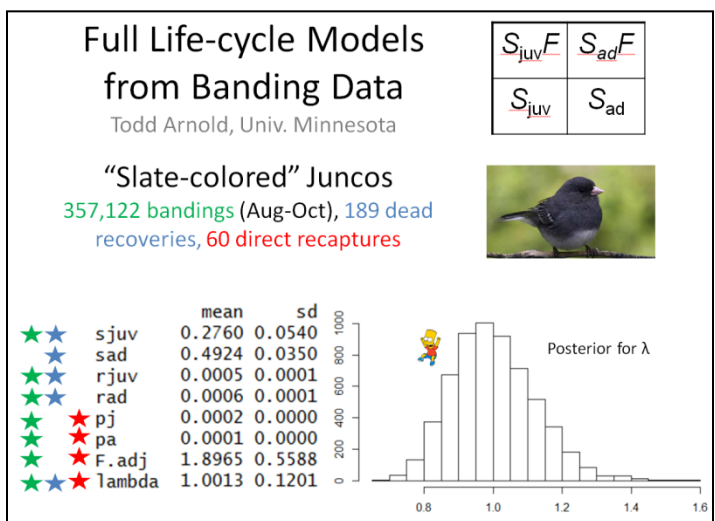 Full Life-cycle Models
from Banding Data
Todd Arnold, Univ. Minnesota
SjuvF SadF
Sjuv Sad
“Slate-colored” Juncos
357,122 bandings (Aug-Oct), 189 dead
recoveries, 60 direct recaptures
mean sd
sjuv 0.2760 0.0540
sad 0.4924 0.0350
rjuv 0.0005 0.0001
rad 0.0006 0.0001
pj 0.0002 0.0000
pa 0.0001 0.0000
F.adj 1.8965 0.5588
lambda 1.0013 0.1201
Posterior for λ
1000
800
600
400
200
0
0.8 1.0 1.2 1.4 1.6